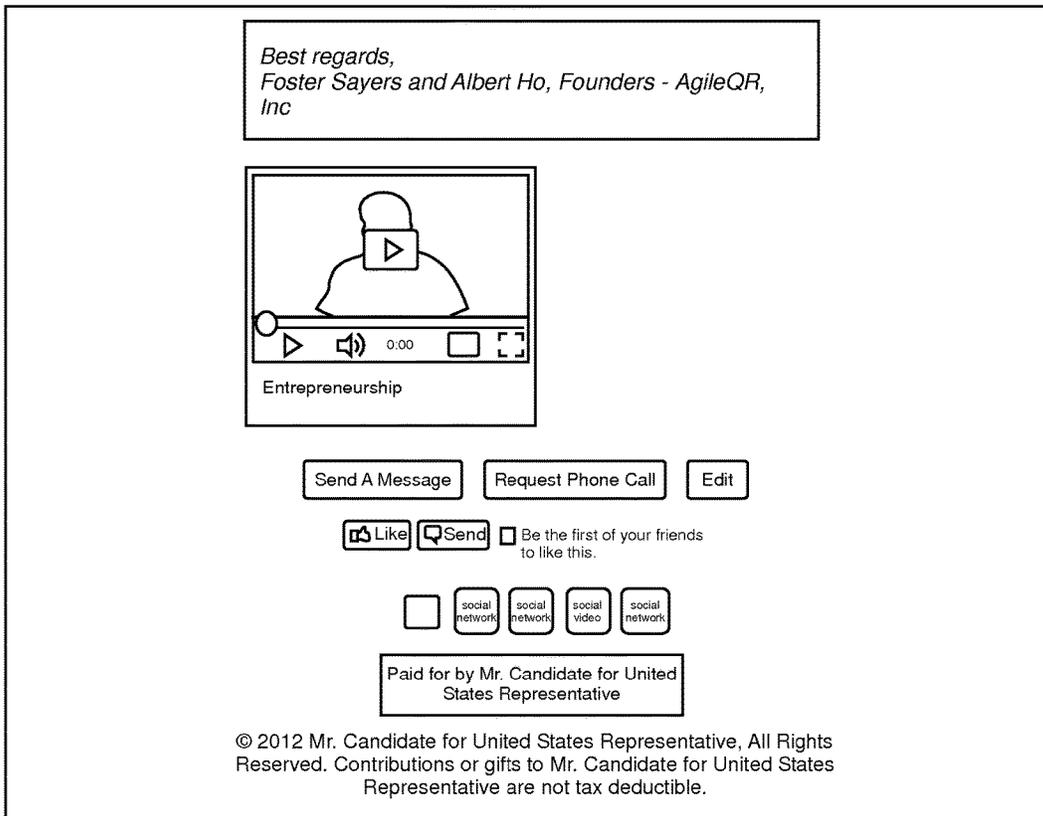 Best regards,
Foster Sayers and Albert Ho, Founders - AgileQR,
Inc
0:00
Entrepreneurship
Send A Message Request Phone Call Edit
Like Send Be the first of your friends
to like this.
social social social social
network network video network
Paid for by Mr. Candidate for United
States Representative
© 2012 Mr. Candidate for United States Representative, All Rights
Reserved. Contributions or gifts to Mr. Candidate for United States
Representative are not tax deductible.